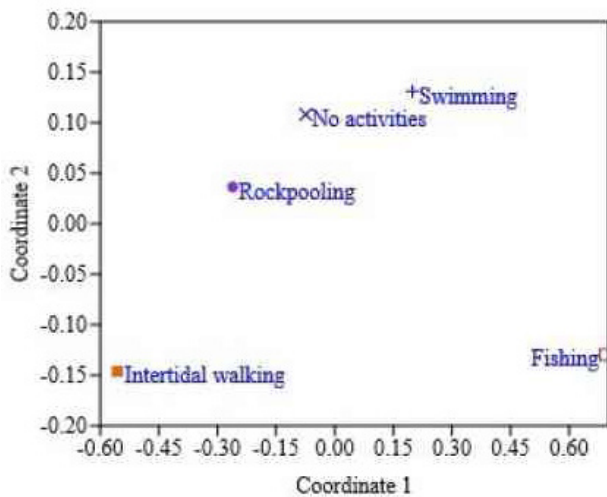 0.20
0.15
0.10
0.05
0.00
-0.05
-0.10
-0.15
-0.20
Coordinate 2
Swimming
No activities
Rockpooling
Intertidal walking
Fishing
-0.60 -0.45 -0.30 -0.15 0.00 0.15 0.30 0.45 0.60
Coordinate 1